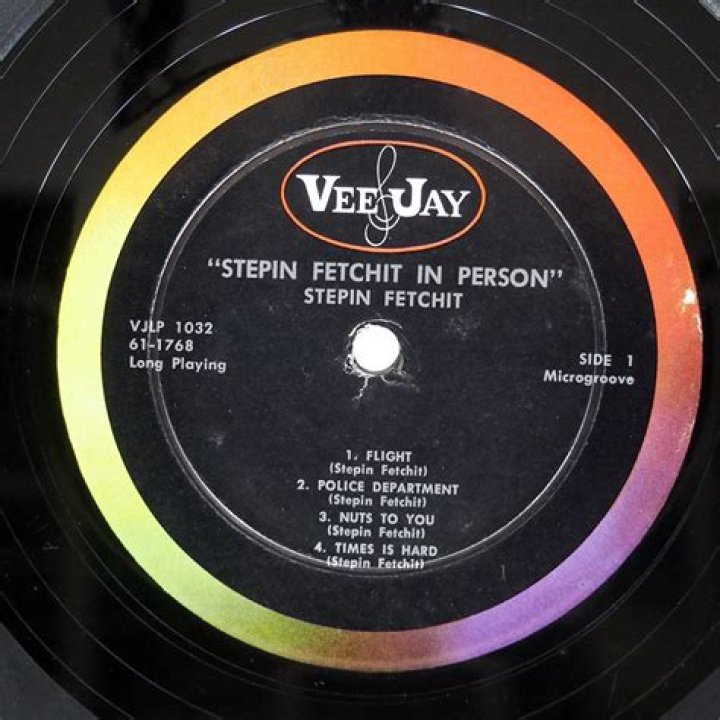 VEE JAY
"STEPIN FETCHIT IN PERSON"
STEPIN FETCHIT
VJLP 1032
61-1768
Long Playing
SIDE 1
Microgroove
1. FLIGHT
(Stepin Fetchit)
2. POLICE DEPARTMENT
(Stepin Fetchit)
3. NUTS TO YOU
(Stepin Fetchit)
4. TIMES IS HARD
(Stepin Fetchit)